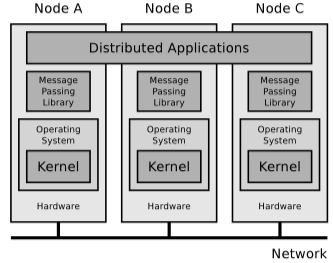 Node A
Node B
Node C
Distributed Applications
Message
Passing
Library
Message
Passing
Library
Message
Passing
Library
Operating
System
Operating
System
Operating
System
Kernel
Kernel
Kernel
Hardware
Hardware
Hardware
Network